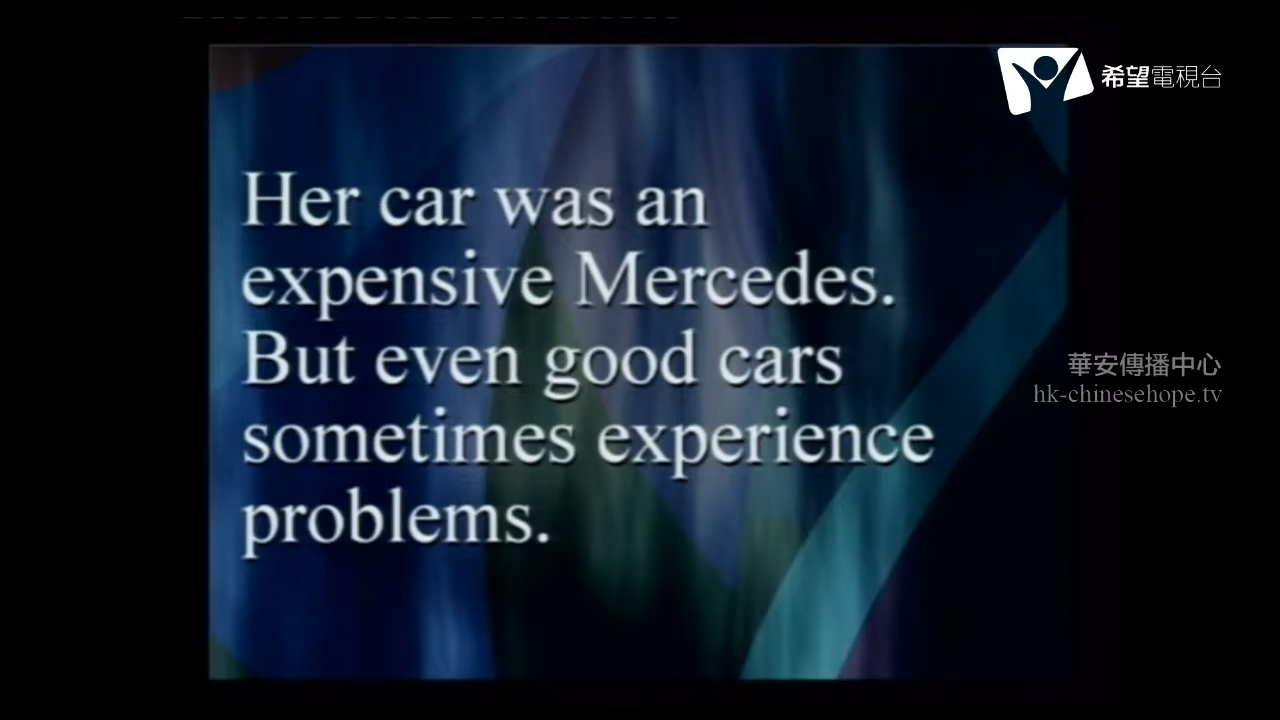 希望電視台
Her car was an
expensive Mercedes.
But even good cars
sometimes experience
problems.
華安傳播中心
hk-chinesehope.tv